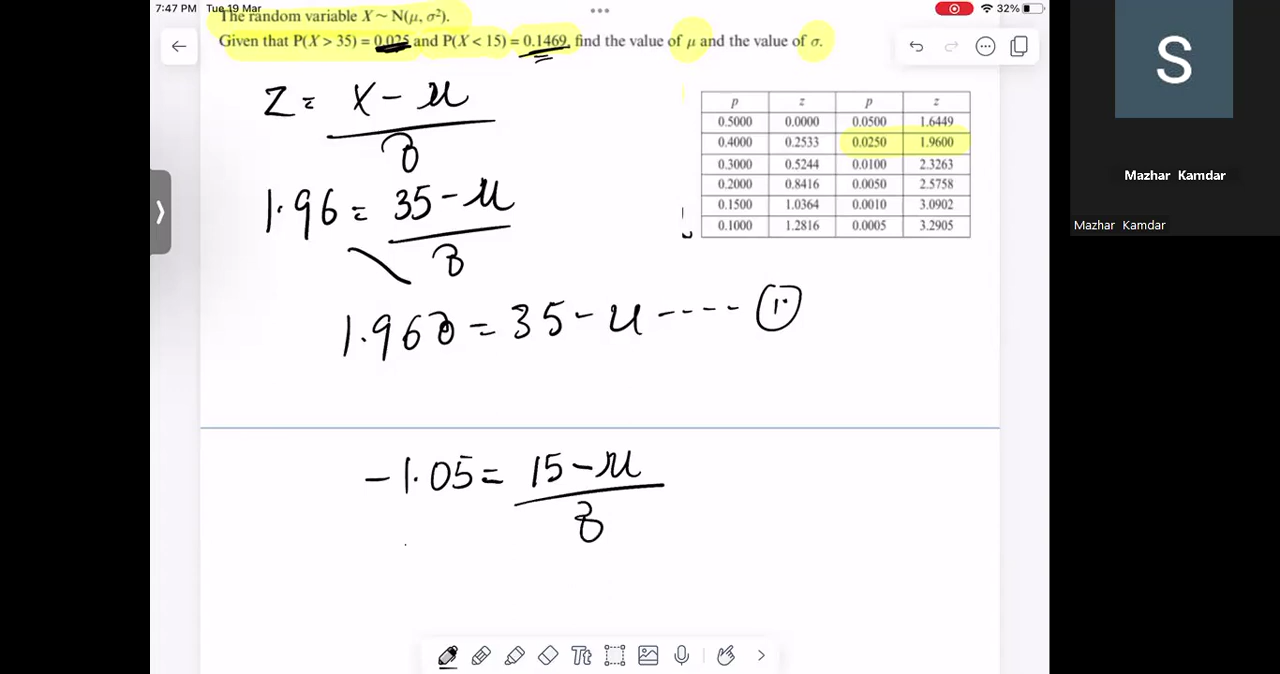 7:47 PM Tue 19 Mar
32%
The random variable X ~ N(μ, σ²).
Given that P(X > 35) = 0.025 and P(X < 15) = 0.1469, find the value of μ and the value of σ.
Z = X - μ / σ
1.96 = 35 - μ / σ
1.96σ = 35 - μ ---- ①
p z p z
0.5000 0.0000 0.0500 1.6449
0.4000 0.2533 0.0250 1.9600
0.3000 0.5244 0.0100 2.3263
0.2000 0.8416 0.0050 2.5758
0.1500 1.0364 0.0010 3.0902
0.1000 1.2816 0.0005 3.2905
-1.05 = 15 - μ / σ
Tt
S
Mazhar Kamdar
Mazhar Kamdar